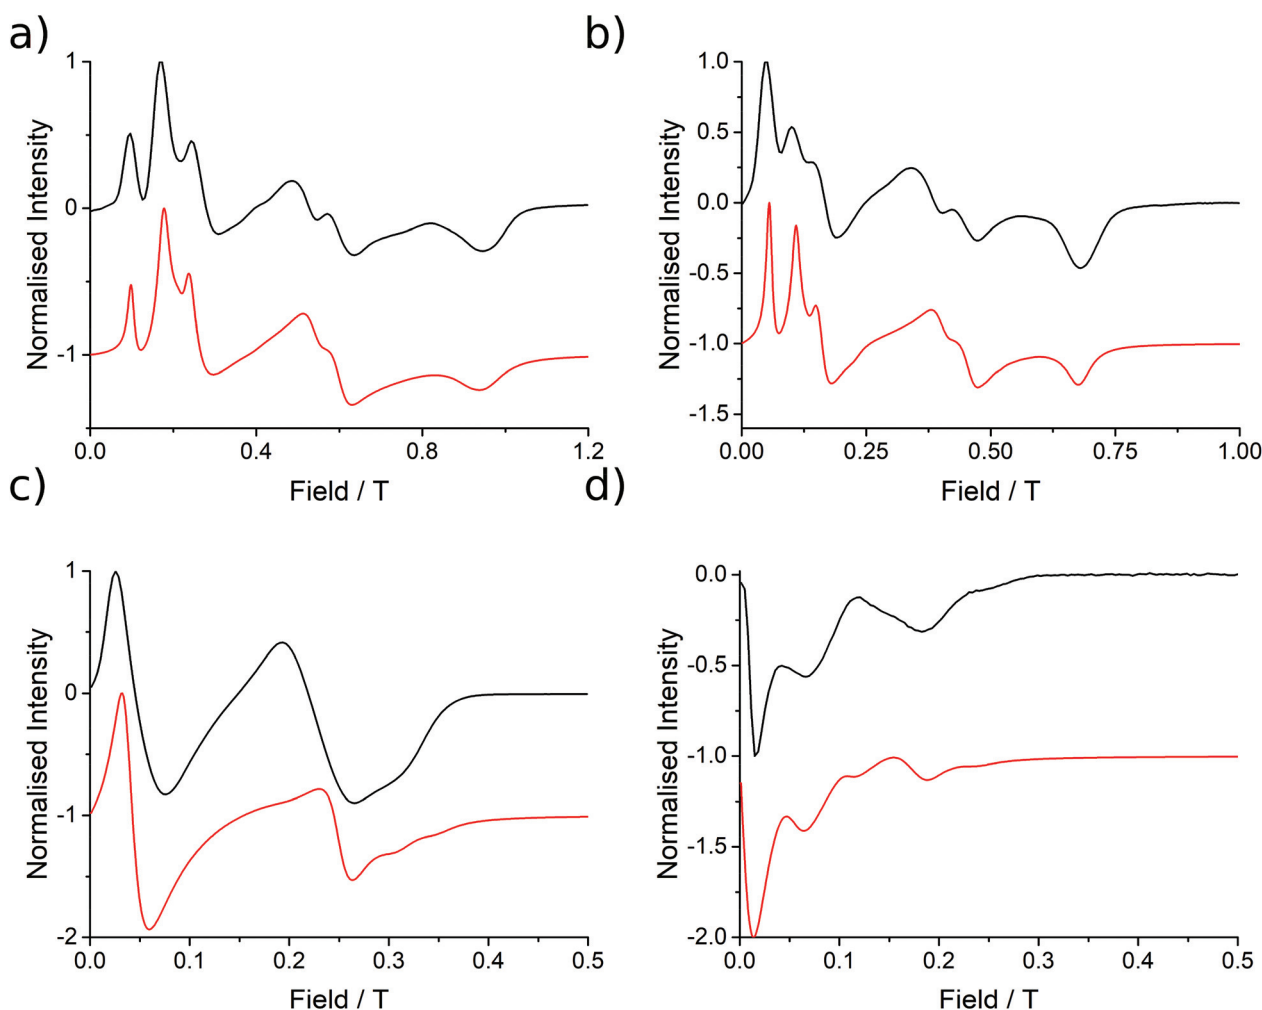 a)
1
0
-1
Normalised Intensity
0.0 0.4 0.8 1.2
Field / T
b)
1.0
0.5
0.0
-0.5
-1.0
-1.5
Normalised Intensity
0.00 0.25 0.50 0.75 1.00
Field / T
c)
1
0
-1
-2
Normalised Intensity
0.0 0.1 0.2 0.3 0.4 0.5
Field / T
d)
0.0
-0.5
-1.0
-1.5
-2.0
Normalised Intensity
0.0 0.1 0.2 0.3 0.4 0.5
Field / T